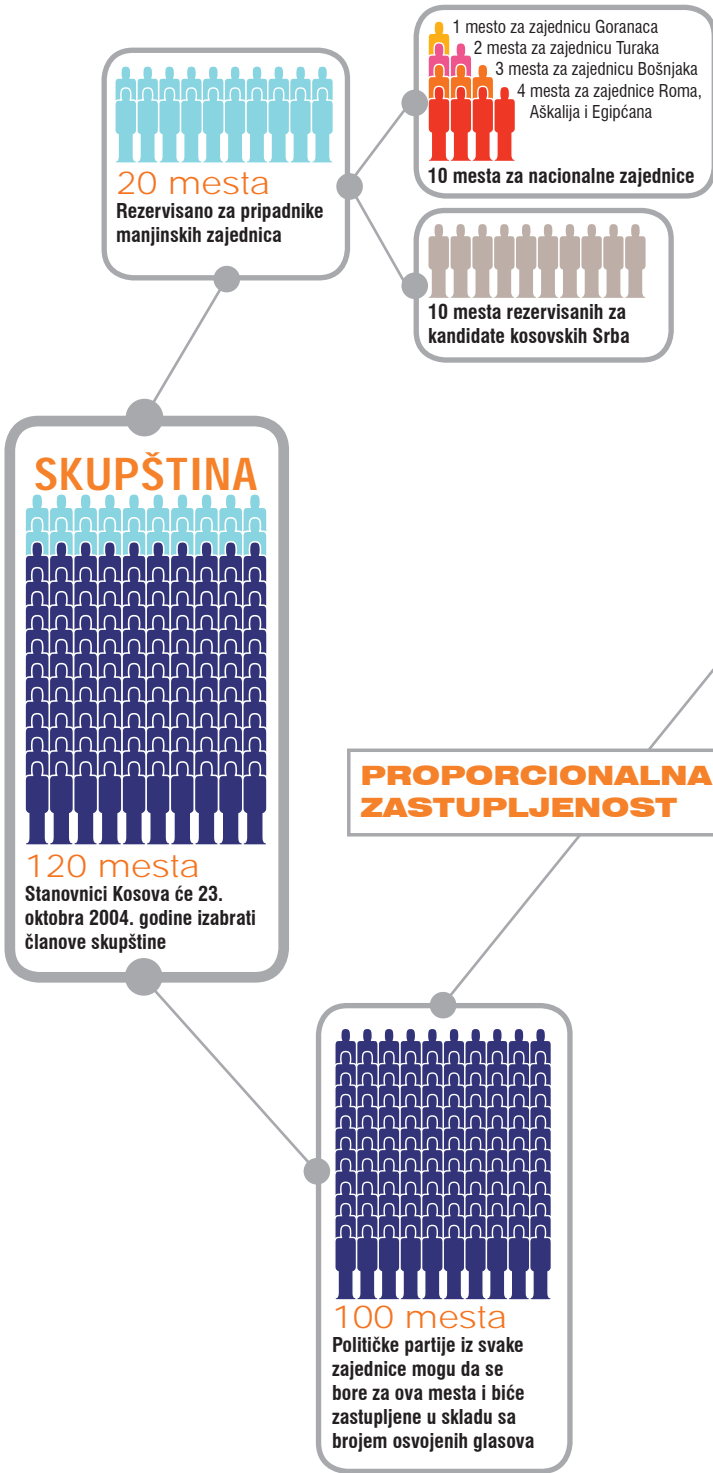 1 mesto za zajednicu Goranaca
2 mesta za zajednicu Turaka
3 mesta za zajednicu Bošnjaka
4 mesta za zajednice Roma,
Aškalija i Egipćana
10 mesta za nacionalne zajednice
20 mesta
Rezervisano za pripadnike
manjinskih zajednica
10 mesta rezervisanih za
kandidate kosovskih Srba
SKUPŠTINA
120 mesta
Stanovnici Kosova će 23.
oktobra 2004. godine izabrati
članove skupštine
PROPORCIONALNA
ZASTUPLJENOST
100 mesta
Političke partije iz svake
zajednice mogu da se
bore za ova mesta i biće
zastupljene u skladu sa
brojem osvojenih glasova